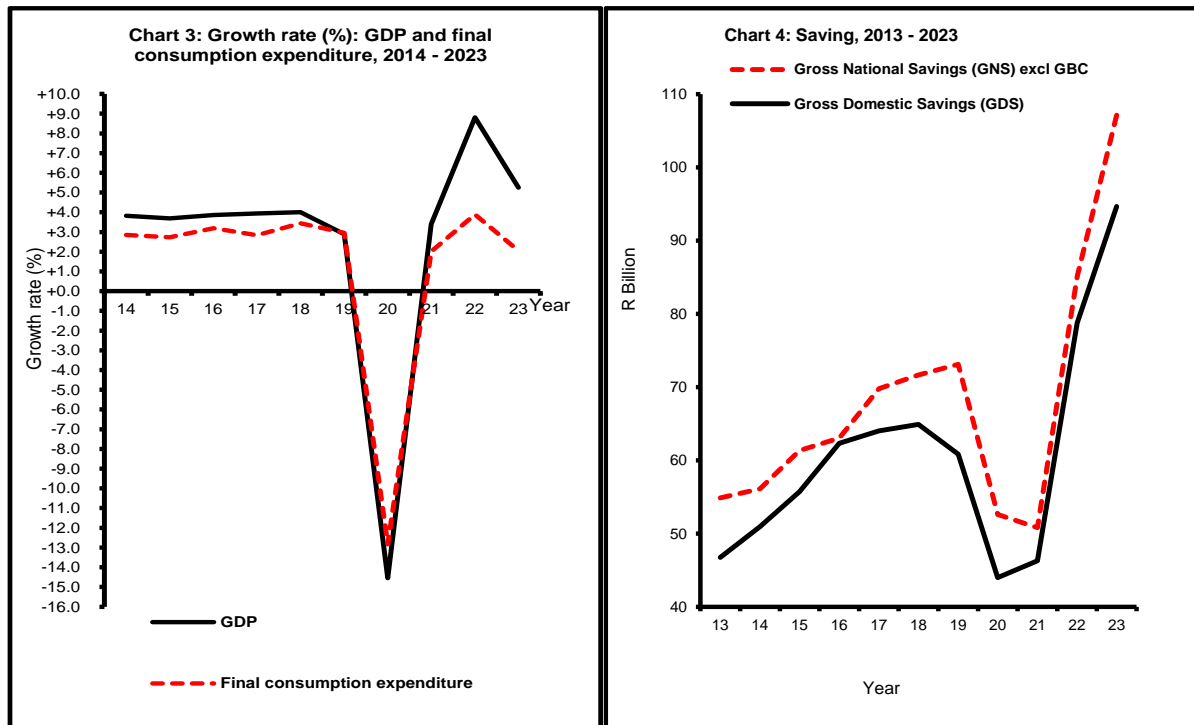 Chart 3: Growth rate (%): GDP and final
consumption expenditure, 2014 - 2023
+10.0
+9.0
+8.0
+7.0
+6.0
+5.0
+4.0
+3.0
+2.0
+1.0
+0.0
-1.0
-2.0
-3.0
-4.0
-5.0
-6.0
-7.0
-8.0
-9.0
-10.0
-11.0
-12.0
-13.0
-14.0
-15.0
-16.0
Growth rate (%)
14 15 16 17 18 19 20 21 22 23
Year
GDP
Final consumption expenditure
Chart 4: Saving, 2013 - 2023
Gross National Savings (GNS) excl GBC
Gross Domestic Savings (GDS)
110
100
90
80
70
60
50
40
R Billion
13 14 15 16 17 18 19 20 21 22 23
Year